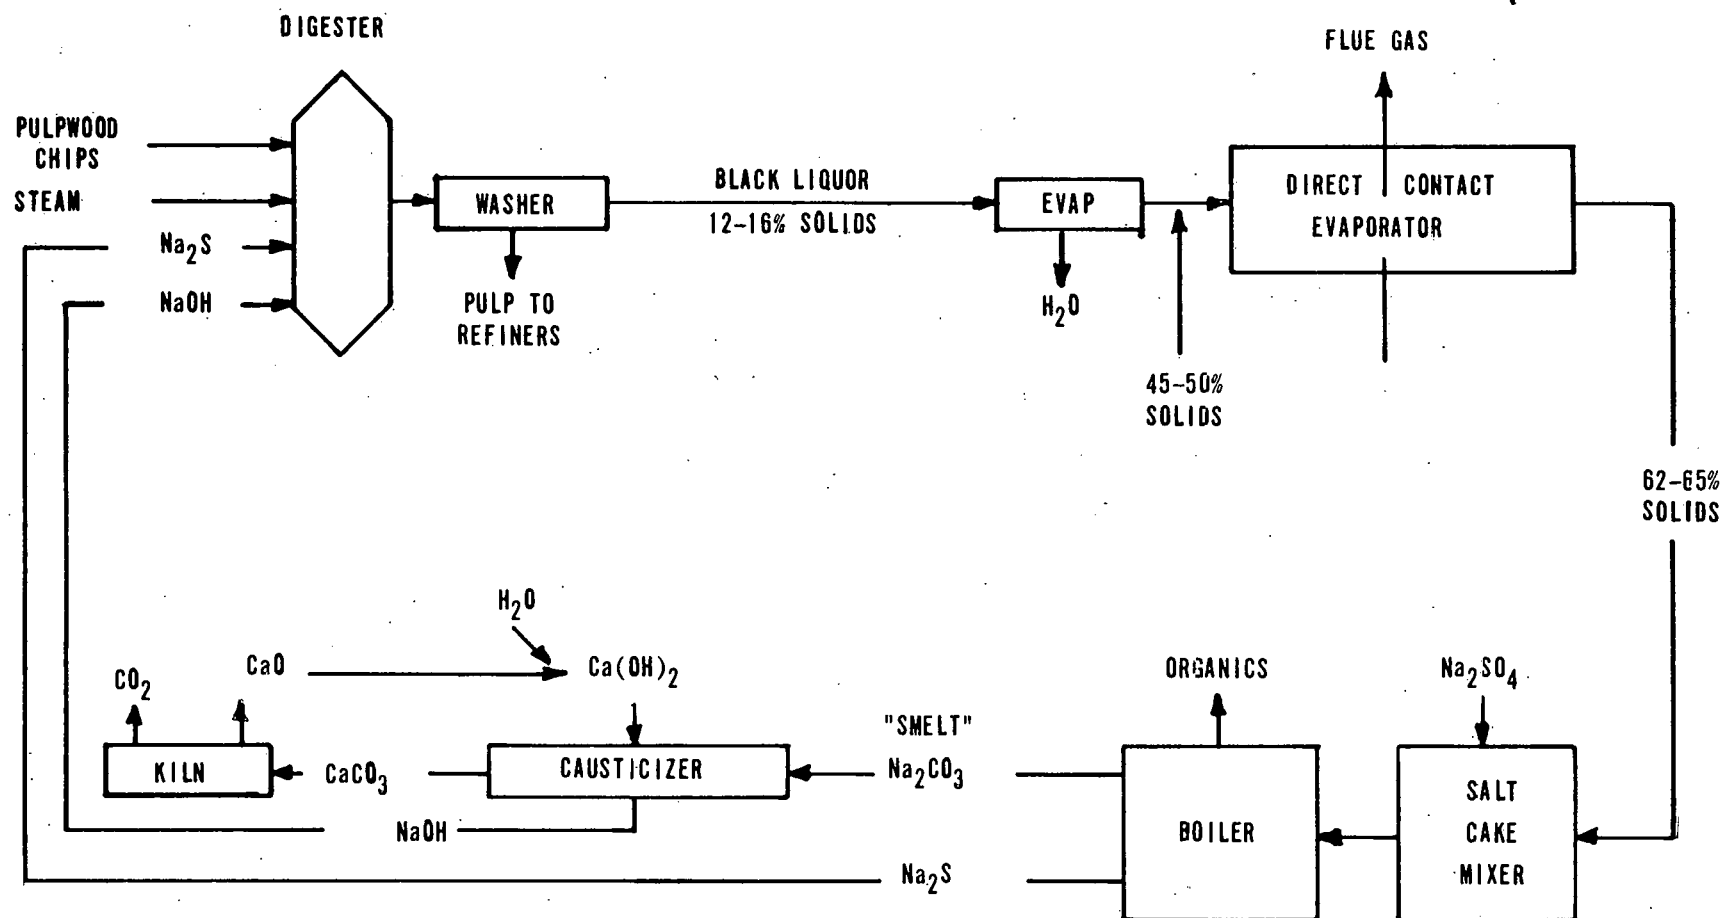 DIGESTER
FLUE GAS
PULPWOOD
CHIPS
STEAM
Na₂S
NaOH
WASHER
PULP TO
REFINERS
BLACK LIQUOR
12-16% SOLIDS
EVAP
H₂O
45-50%
SOLIDS
DIRECT CONTACT
EVAPORATOR
62-65%
SOLIDS
H₂O
CO₂
CaO
Ca(OH)₂
ORGANICS
Na₂SO₄
"SMELT"
KILN
CaCO₃
CAUSTICIZER
Na₂CO₃
NaOH
Na₂S
BOILER
SALT
CAKE
MIXER